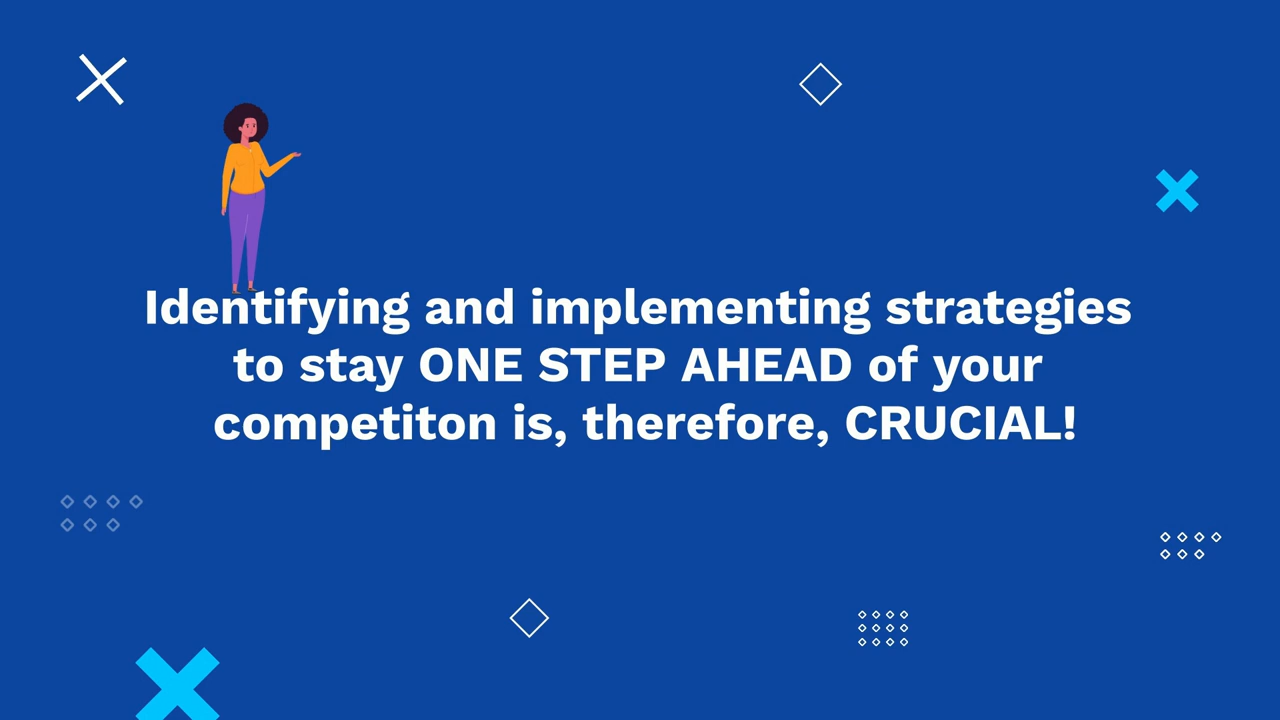 Identifying and implementing strategies
to stay ONE STEP AHEAD of your
competiton is, therefore, CRUCIAL!